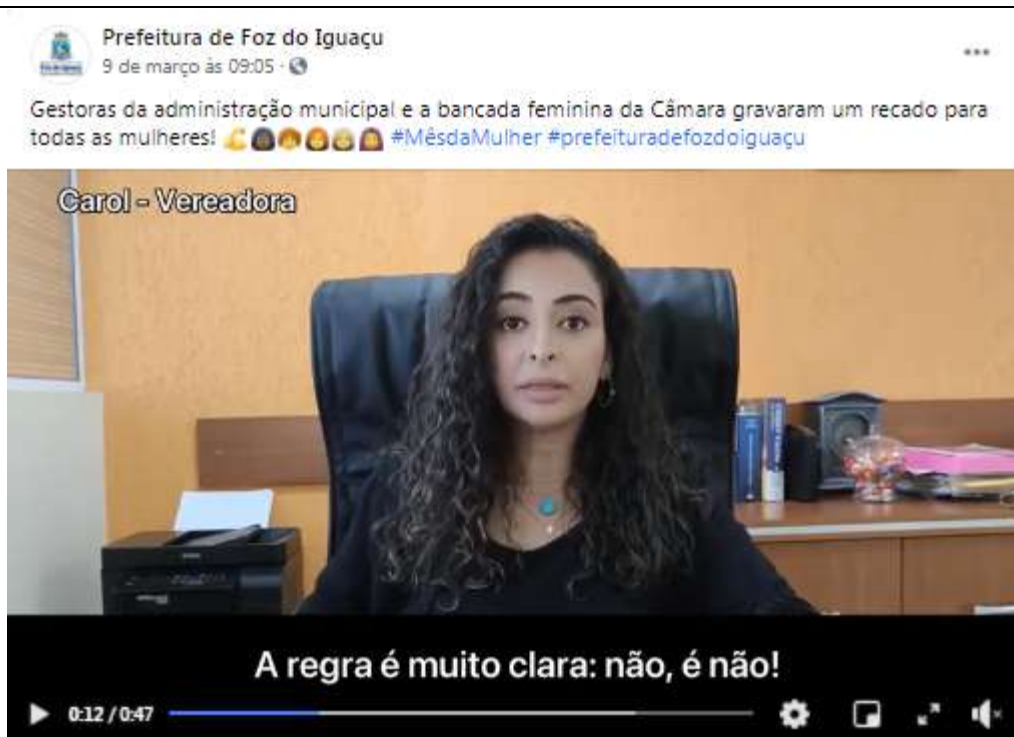 Prefeitura de Foz do Iguaçu
9 de março às 09:05 ·
Gestoras da administração municipal e a bancada feminina da Câmara gravaram um recado para
todas as mulheres! 💪 #MêsdaMulher #prefeituradefozdoiguaçu
Carol - Vereadora
A regra é muito clara: não, é não!
0:12 / 0:47